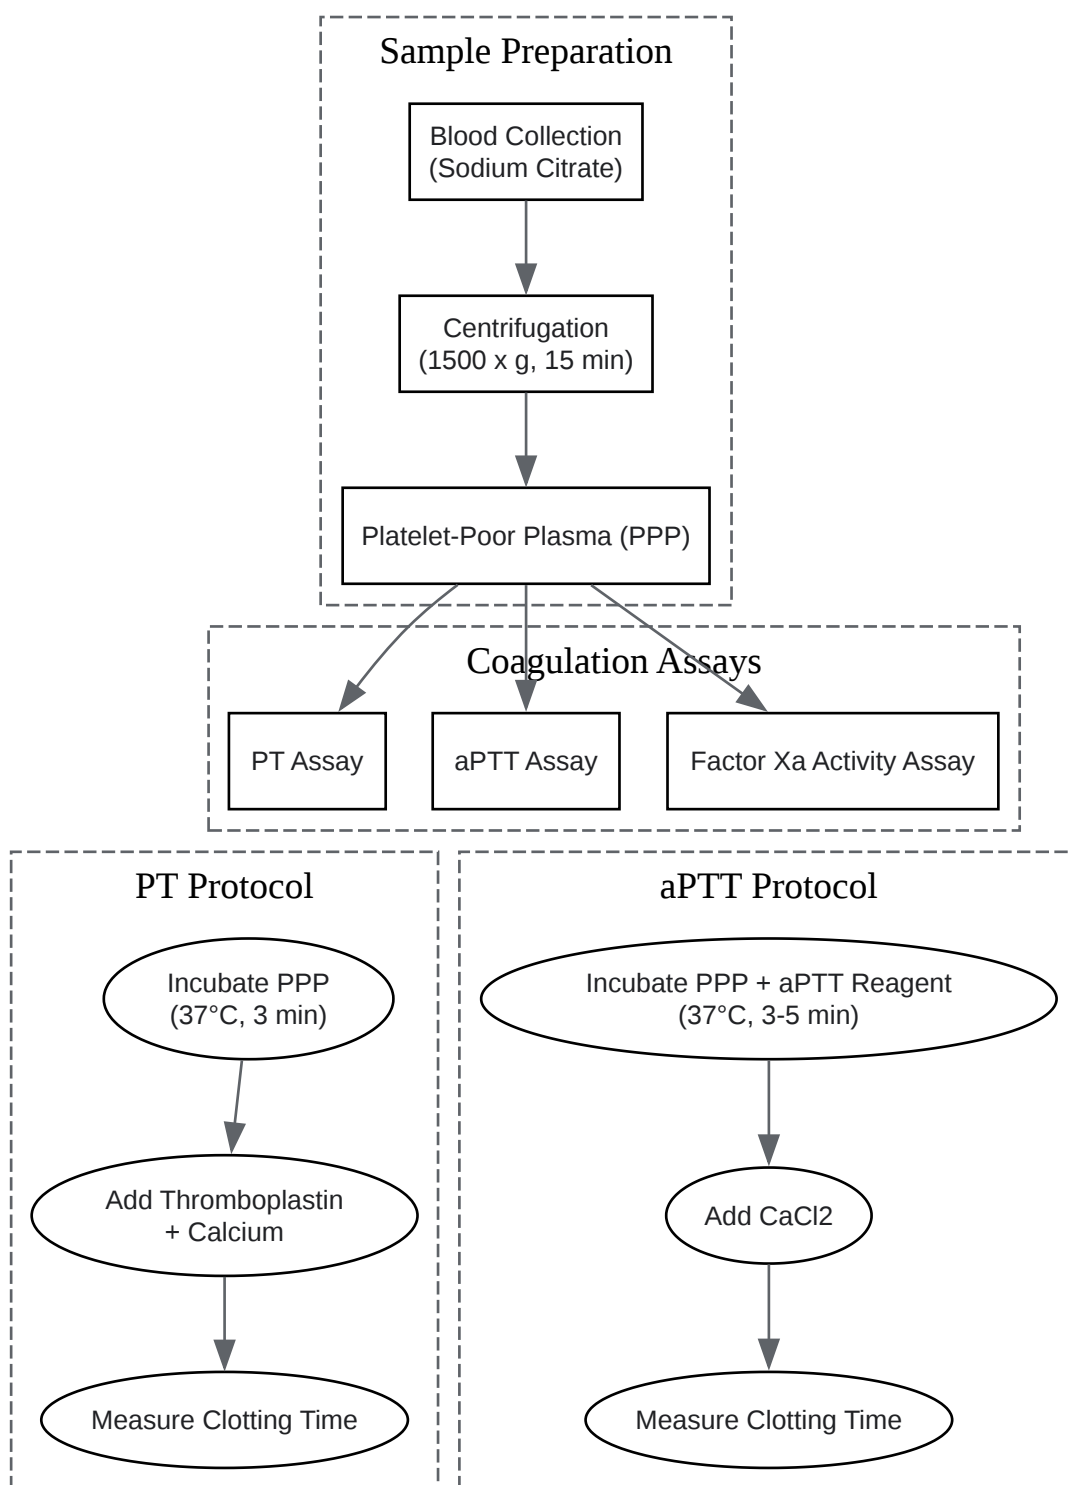 Sample Preparation
Blood Collection
(Sodium Citrate)
Centrifugation
(1500 x g, 15 min)
Platelet-Poor Plasma (PPP)
Coagulation Assays
PT Assay
aPTT Assay
Factor Xa Activity Assay
PT Protocol
Incubate PPP
(37°C, 3 min)
Add Thromboplastin
+ Calcium
Measure Clotting Time
aPTT Protocol
Incubate PPP + aPTT Reagent
(37°C, 3-5 min)
Add CaCl2
Measure Clotting Time